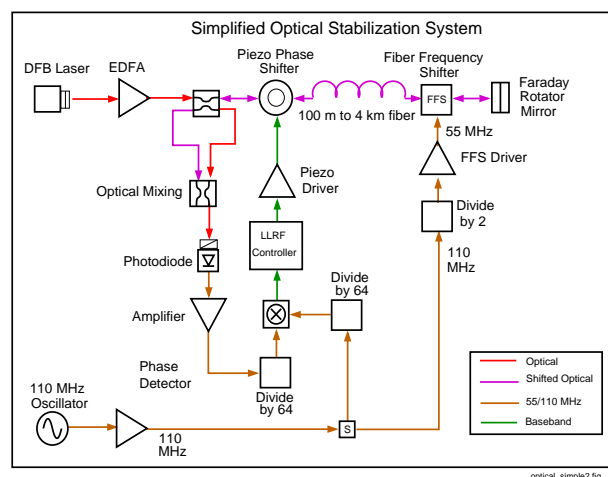 Simplified Optical Stabilization System
DFB Laser
EDFA
Piezo Phase
Shifter
Fiber Frequency
Shifter
Faraday
Rotator
Mirror
FFS
100 m to 4 km fiber
55 MHz
FFS Driver
Optical Mixing
Piezo
Driver
Divide
by 2
LLRF
Controller
110
MHz
Photodiode
Divide
by 64
Amplifier
Phase
Detector
Divide
by 64
110 MHz
Oscillator
110
MHz
S
Optical
Shifted Optical
55/110 MHz
Baseband
optical_simple2.fig